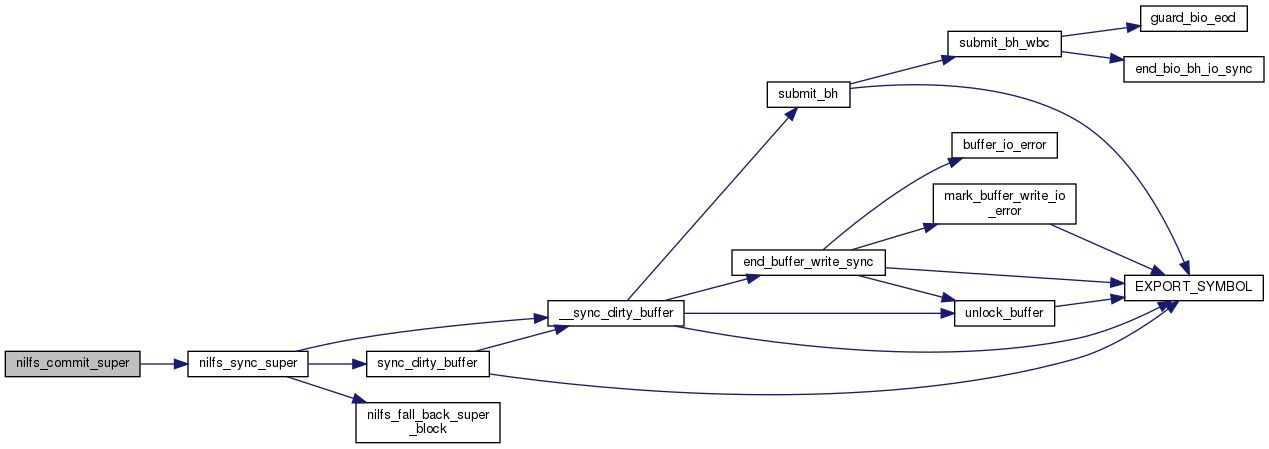 guard_bio_eod
submit_bh_wbc
end_bio_bh_io_sync
submit_bh
buffer_io_error
mark_buffer_write_io
_error
end_buffer_write_sync
EXPORT_SYMBOL
unlock_buffer
__sync_dirty_buffer
nilfs_commit_super
nilfs_sync_super
sync_dirty_buffer
nilfs_fall_back_super
_block